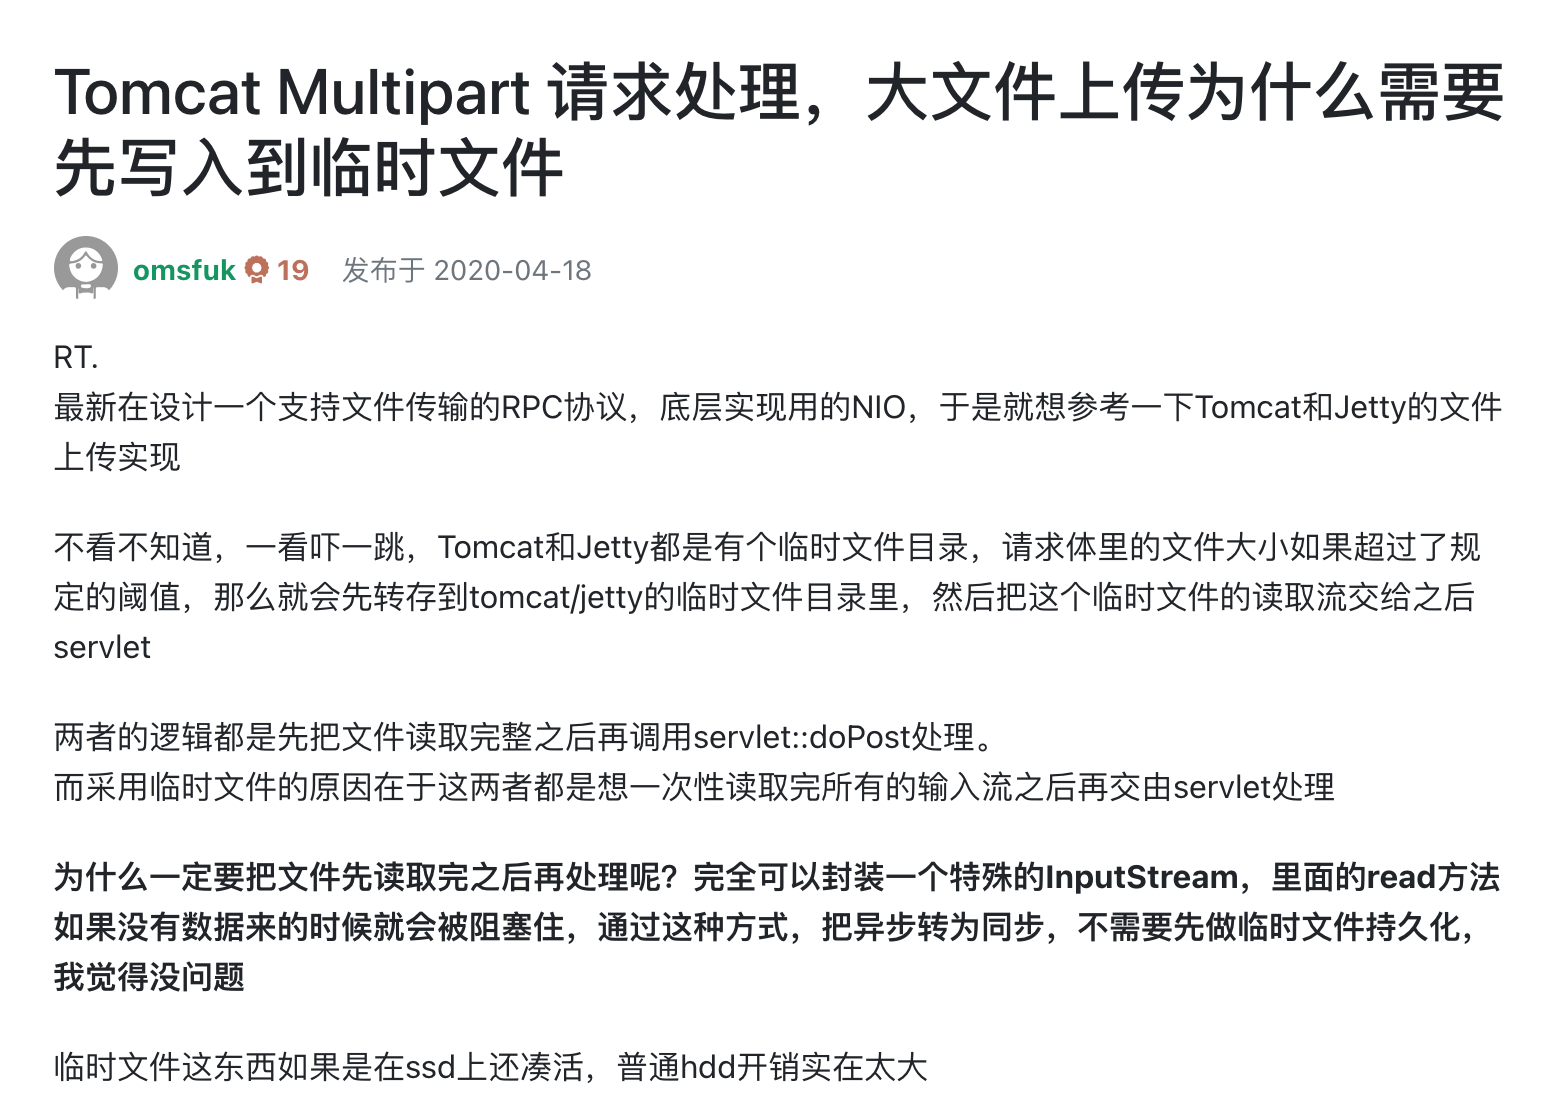 Tomcat Multipart 请求处理，大文件上传为什么需要
先写入到临时文件
omsfuk 19 发布于 2020-04-18
RT.
最新在设计一个支持文件传输的RPC协议，底层实现用的NIO，于是就想参考一下Tomcat和Jetty的文件
上传实现
不看不知道，一看吓一跳，Tomcat和Jetty都是有个临时文件目录，请求体里的文件大小如果超过了规
定的阈值，那么就会先转存到tomcat/jetty的临时文件目录里，然后把这个临时文件的读取流交给之后
servlet
两者的逻辑都是先把文件读取完整之后再调用servlet::doPost处理。
而采用临时文件的原因在于这两者都是想一次性读取完所有的输入流之后再交由servlet处理
为什么一定要把文件先读取完之后再处理呢？完全可以封装一个特殊的InputStream，里面的read方法
如果没有数据来的时候就会被阻塞住，通过这种方式，把异步转为同步，不需要先做临时文件持久化，
我觉得没问题
临时文件这东西如果是在ssd上还凑活，普通hdd开销实在太大